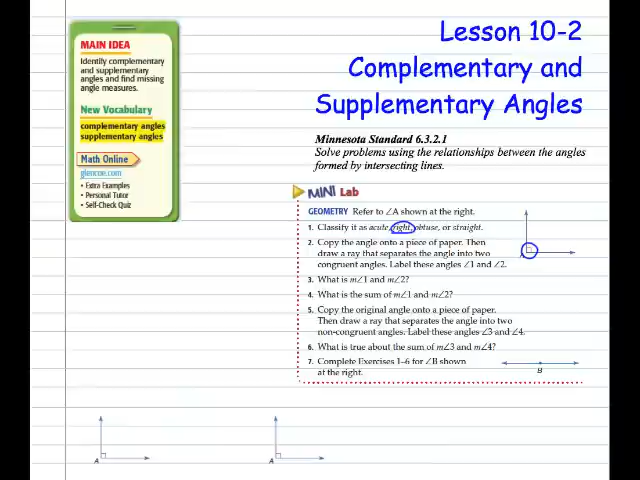 Lesson 10-2
Complementary and
Supplementary Angles
MAIN IDEA
Identify complementary
and supplementary
angles and find missing
angle measures.
New Vocabulary
complementary angles
supplementary angles
Math Online
glencoe.com
• Extra Examples
• Personal Tutor
• Self-Check Quiz
Minnesota Standard 6.3.2.1
Solve problems using the relationships between the angles
formed by intersecting lines.
MINI Lab
GEOMETRY Refer to ∠A shown at the right.
1. Classify it as acute, right, obtuse, or straight.
2. Copy the angle onto a piece of paper. Then
draw a ray that separates the angle into two
congruent angles. Label these angles ∠1 and ∠2.
3. What is m∠1 and m∠2?
4. What is the sum of m∠1 and m∠2?
5. Copy the original angle onto a piece of paper.
Then draw a ray that separates the angle into two
non-congruent angles. Label these angles ∠3 and ∠4.
6. What is true about the sum of m∠3 and m∠4?
7. Complete Exercises 1–6 for ∠B shown
at the right.
A
B
A
A